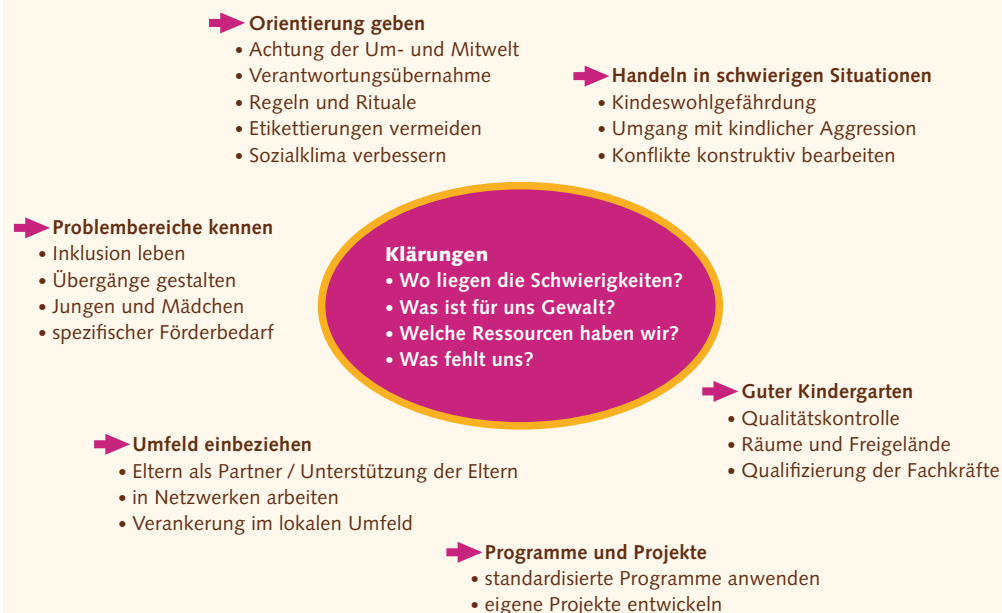 Orientierung geben
• Achtung der Um- und Mitwelt
• Verantwortungsübernahme
• Regeln und Rituale
• Etikettierungen vermeiden
• Sozialklima verbessern
Handeln in schwierigen Situationen
• Kindeswohlgefährdung
• Umgang mit kindlicher Aggression
• Konflikte konstruktiv bearbeiten
Problembereiche kennen
• Inklusion leben
• Übergänge gestalten
• Jungen und Mädchen
• spezifischer Förderbedarf
Klärungen
• Wo liegen die Schwierigkeiten?
• Was ist für uns Gewalt?
• Welche Ressourcen haben wir?
• Was fehlt uns?
Guter Kindergarten
• Qualitätskontrolle
• Räume und Freigelände
• Qualifizierung der Fachkräfte
Umfeld einbeziehen
• Eltern als Partner / Unterstützung der Eltern
• in Netzwerken arbeiten
• Verankerung im lokalen Umfeld
Programme und Projekte
• standardisierte Programme anwenden
• eigene Projekte entwickeln